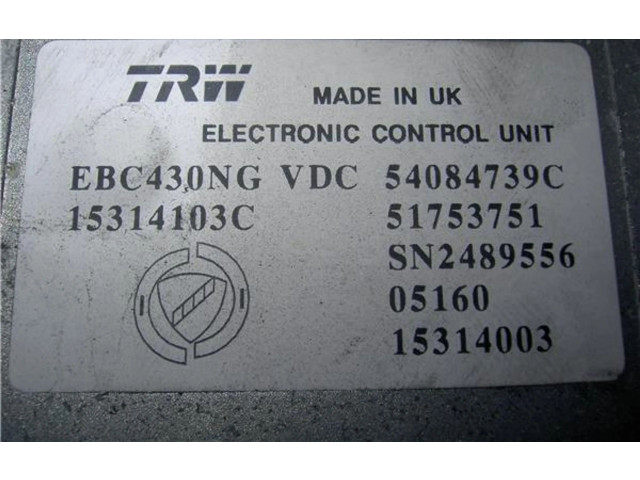 TRW MADE IN UK
ELECTRONIC CONTROL UNIT
EBC430NG VDC 54084739C
15314103C 51753751
SN2489556
05160
15314003